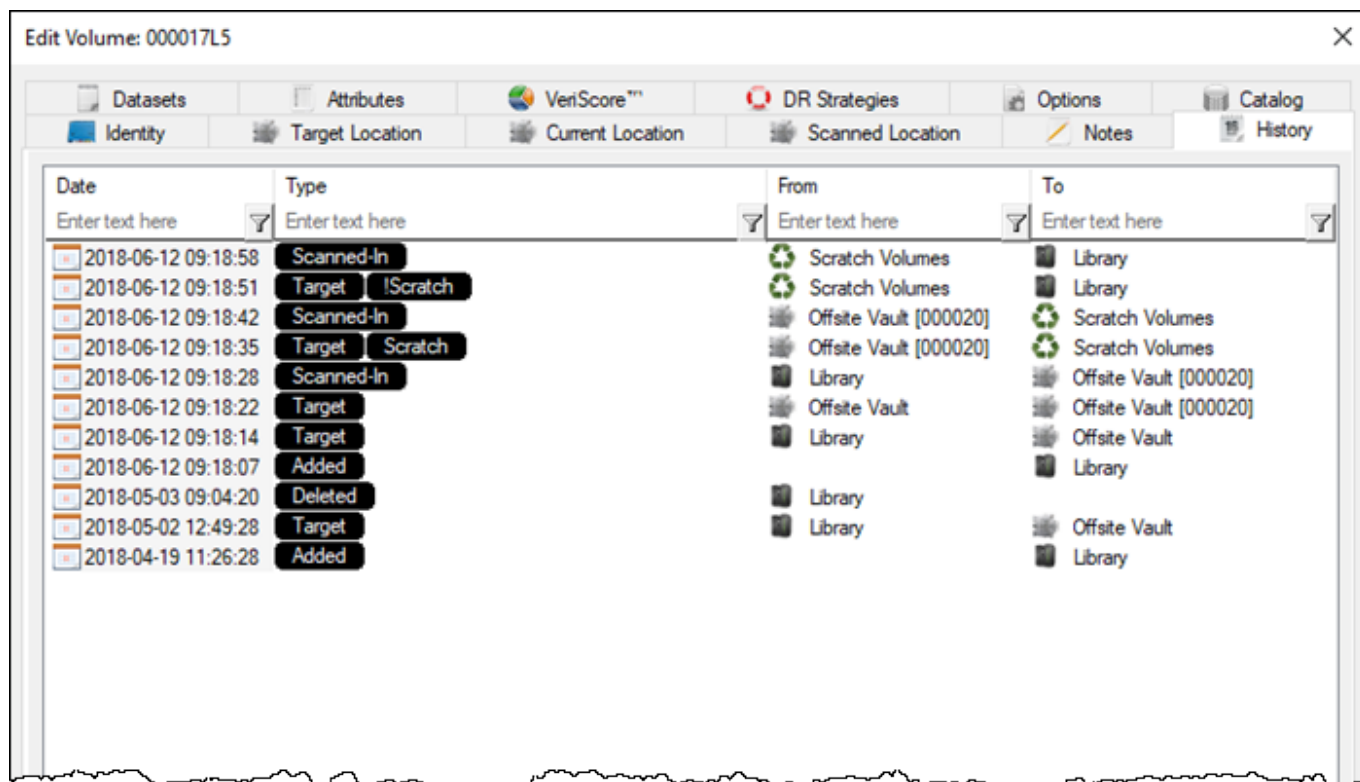 Edit Volume: 000017L5
Datasets Attributes VeriScore™ DR Strategies Options Catalog
Identity Target Location Current Location Scanned Location Notes History
Date Type From To
Enter text here Enter text here Enter text here Enter text here
2018-06-12 09:18:58 Scanned-In Scratch Volumes Library
2018-06-12 09:18:51 Target !Scratch Scratch Volumes Library
2018-06-12 09:18:42 Scanned-In Offsite Vault [000020] Scratch Volumes
2018-06-12 09:18:35 Target Scratch Offsite Vault [000020] Scratch Volumes
2018-06-12 09:18:28 Scanned-In Library Offsite Vault [000020]
2018-06-12 09:18:22 Target Offsite Vault Offsite Vault [000020]
2018-06-12 09:18:14 Target Library Offsite Vault
2018-06-12 09:18:07 Added Library
2018-05-03 09:04:20 Deleted Library
2018-05-02 12:49:28 Target Library Offsite Vault
2018-04-19 11:26:28 Added Library